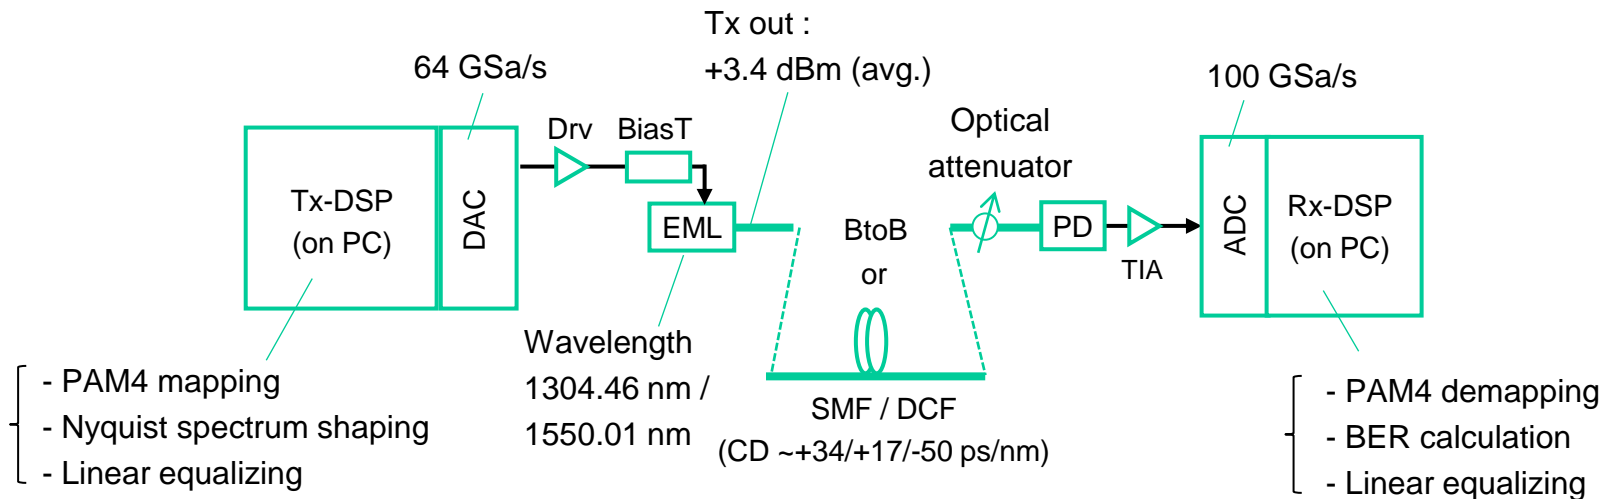 Tx out :
+3.4 dBm (avg.)
64 GSa/s
100 GSa/s
Drv
BiasT
Optical
attenuator
Tx-DSP
(on PC)
DAC
EML
BtoB
or
PD
TIA
ADC
Rx-DSP
(on PC)
Wavelength
1304.46 nm /
1550.01 nm
SMF / DCF
(CD ~+34/+17/-50 ps/nm)
- PAM4 mapping
- Nyquist spectrum shaping
- Linear equalizing
- PAM4 demapping
- BER calculation
- Linear equalizing